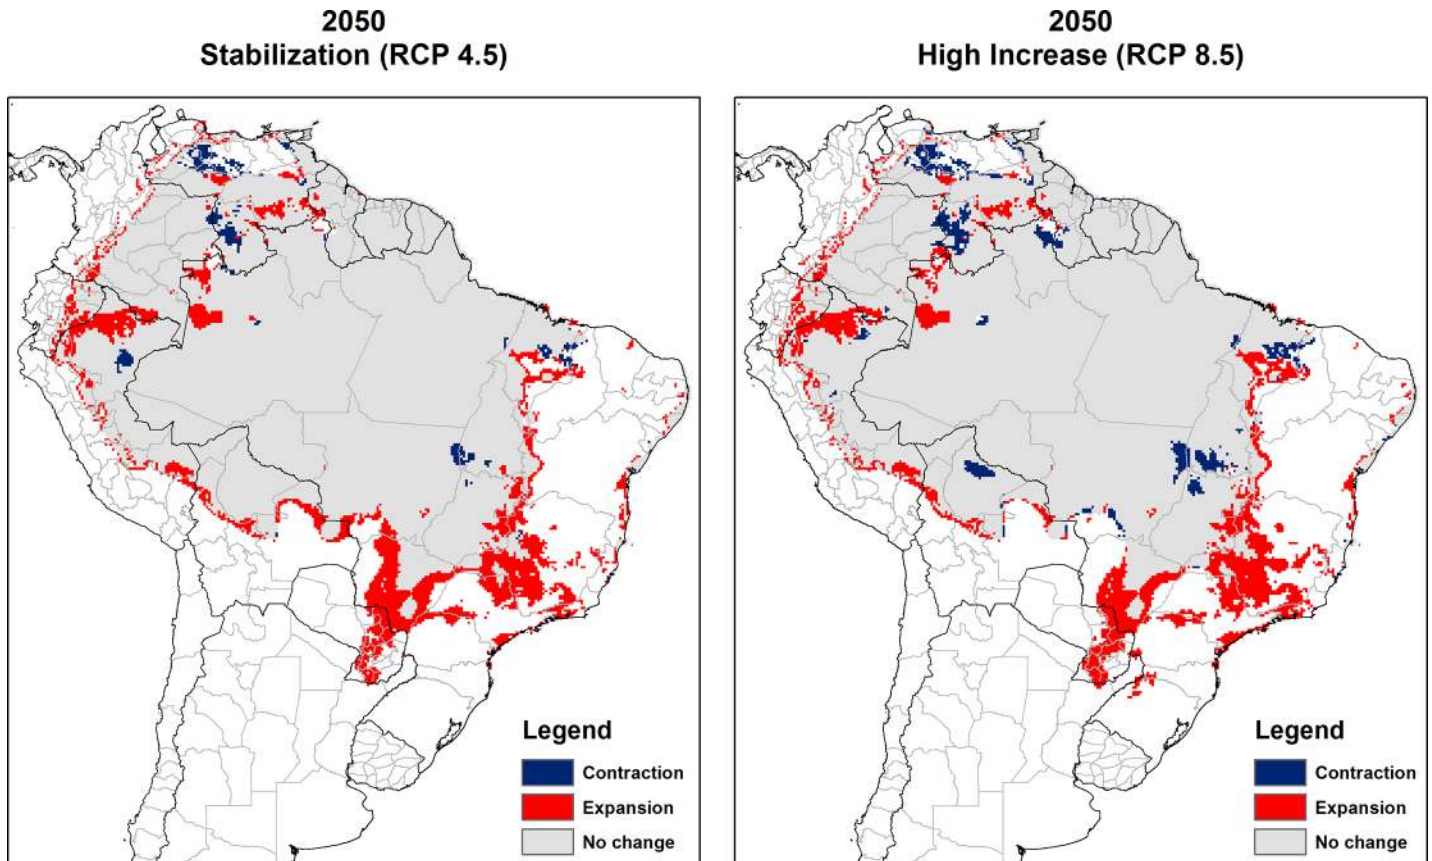 2050
Stabilization (RCP 4.5)
2050
High Increase (RCP 8.5)
Legend
Contraction
Expansion
No change
Legend
Contraction
Expansion
No change